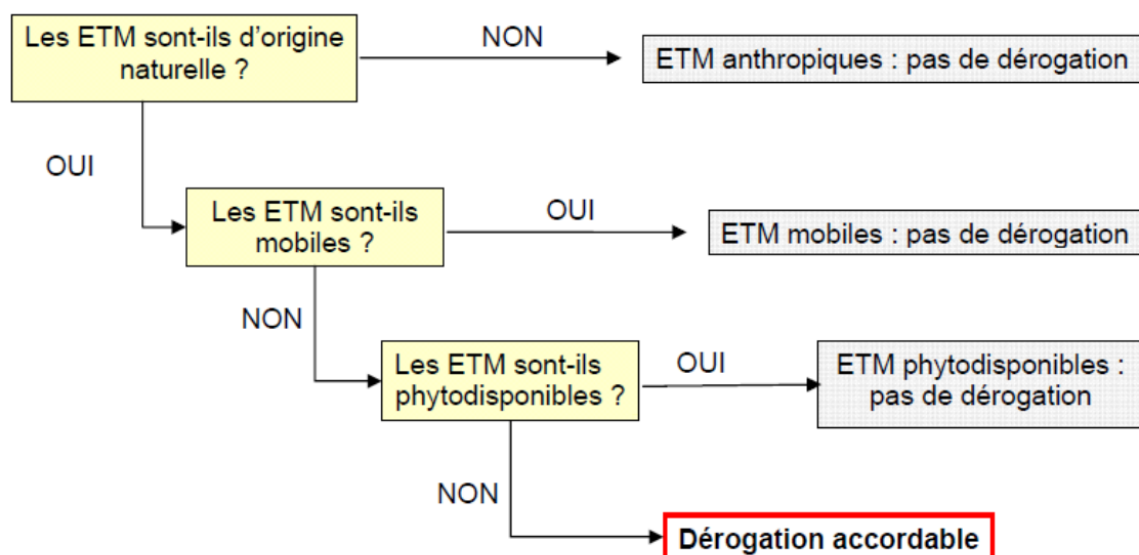 Les ETM sont-ils d'origine
naturelle ?
NON
ETM anthropiques : pas de dérogation
OUI
Les ETM sont-ils
mobiles ?
OUI
ETM mobiles : pas de dérogation
NON
Les ETM sont-ils
phytodisponibles ?
OUI
ETM phytodisponibles :
pas de dérogation
NON
Dérogation accordable